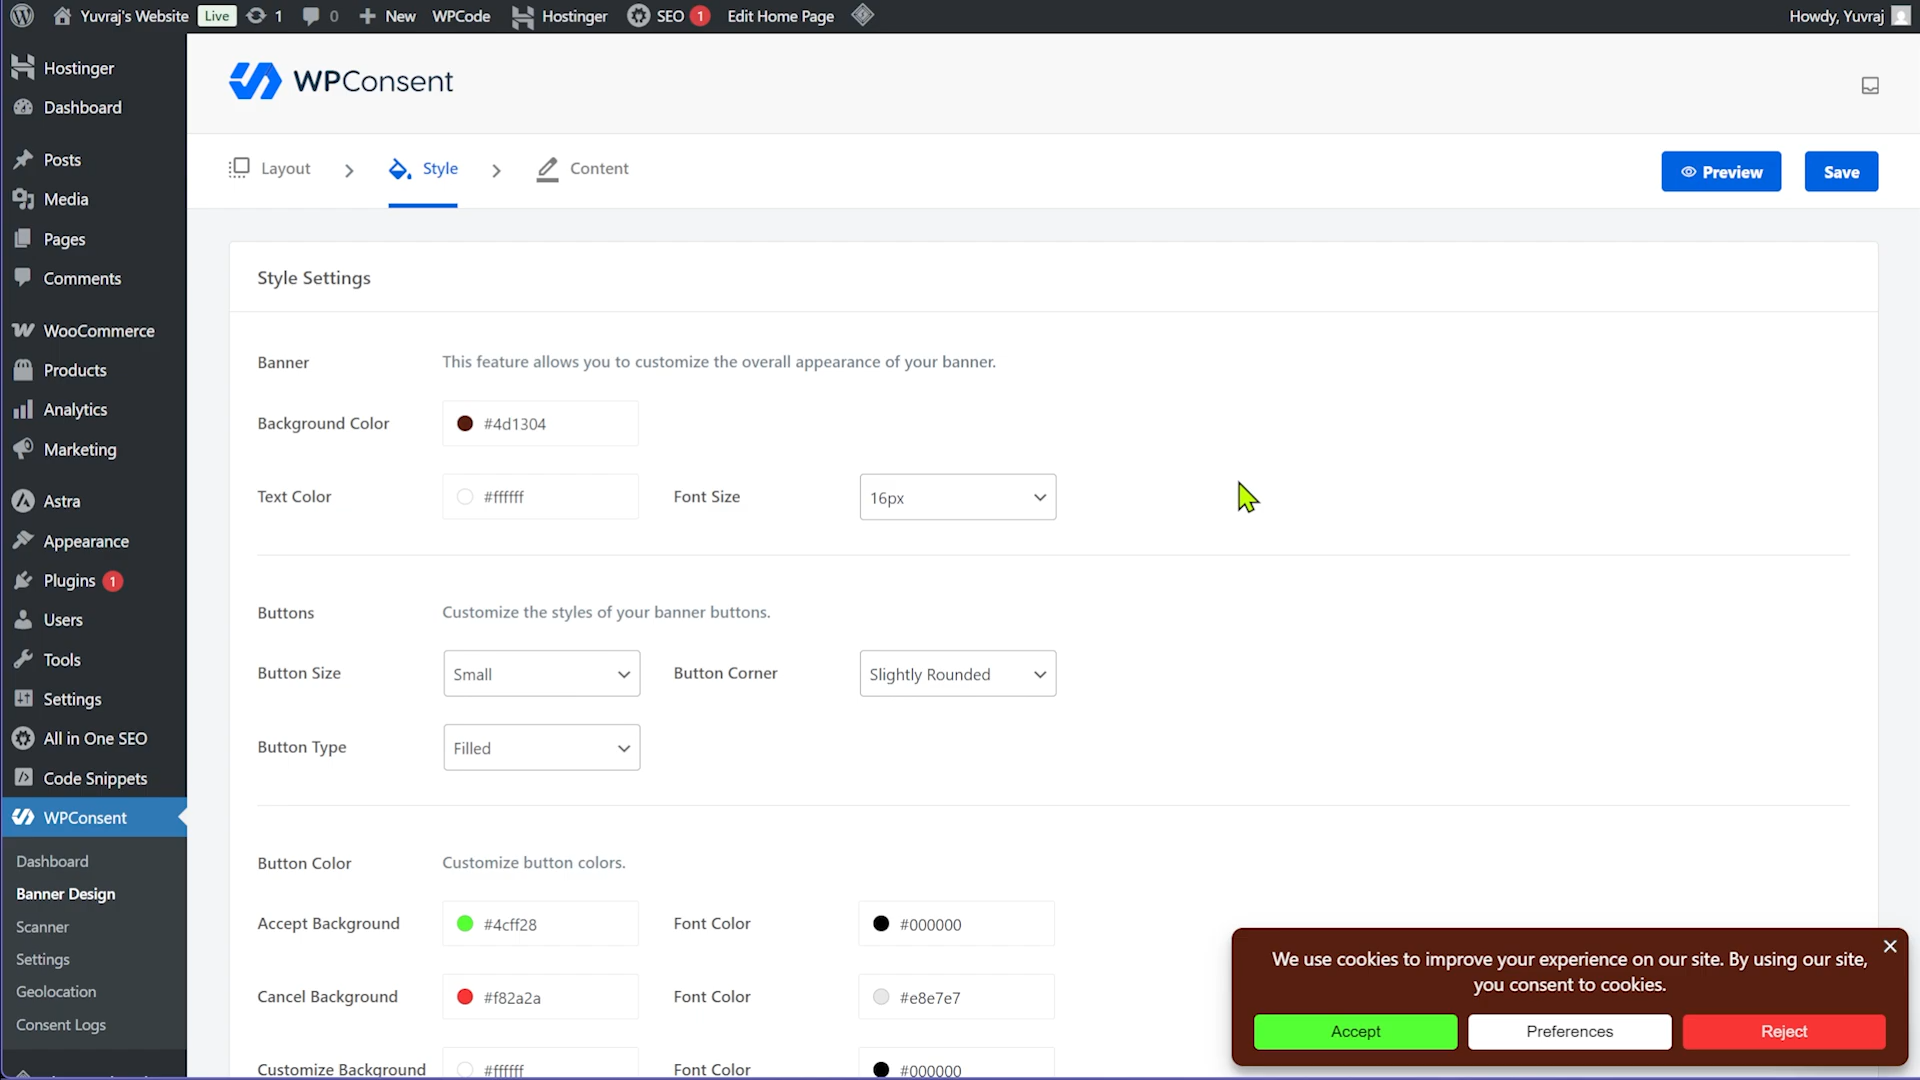 Yuvraj's Website Live 1 0 New WPCode Hostinger SEO 1 Edit Home Page Howdy, Yuvraj
Hostinger
Dashboard
Posts
Media
Pages
Comments
WooCommerce
Products
Analytics
Marketing
Astra
Appearance
Plugins 1
Users
Tools
Settings
All in One SEO
Code Snippets
WPConsent
Dashboard
Banner Design
Scanner
Settings
Geolocation
Consent Logs
WPConsent
Layout Style Content Preview Save
Style Settings
Banner This feature allows you to customize the overall appearance of your banner.
Background Color #4d1304
Text Color #ffffff Font Size 16px
Buttons Customize the styles of your banner buttons.
Button Size Small Button Corner Slightly Rounded
Button Type Filled
Button Color Customize button colors.
Accept Background #4cff28 Font Color #000000
Cancel Background #f82a2a Font Color #e8e7e7
Customize Background #ffffff Font Color #000000
We use cookies to improve your experience on our site. By using our site,
you consent to cookies.
Accept Preferences Reject